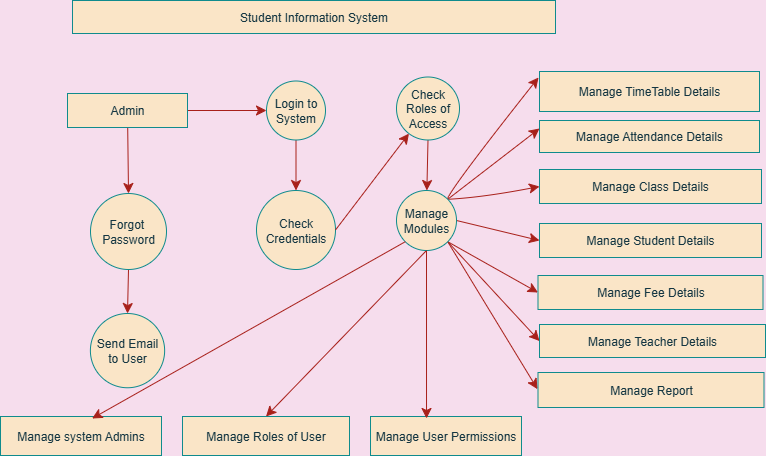 Student Information System
Admin
Login to
System
Check
Roles of
Access
Manage TimeTable Details
Manage Attendance Details
Manage Class Details
Forgot
Password
Check
Credentials
Manage
Modules
Manage Student Details
Manage Fee Details
Send Email
to User
Manage Teacher Details
Manage Report
Manage system Admins
Manage Roles of User
Manage User Permissions